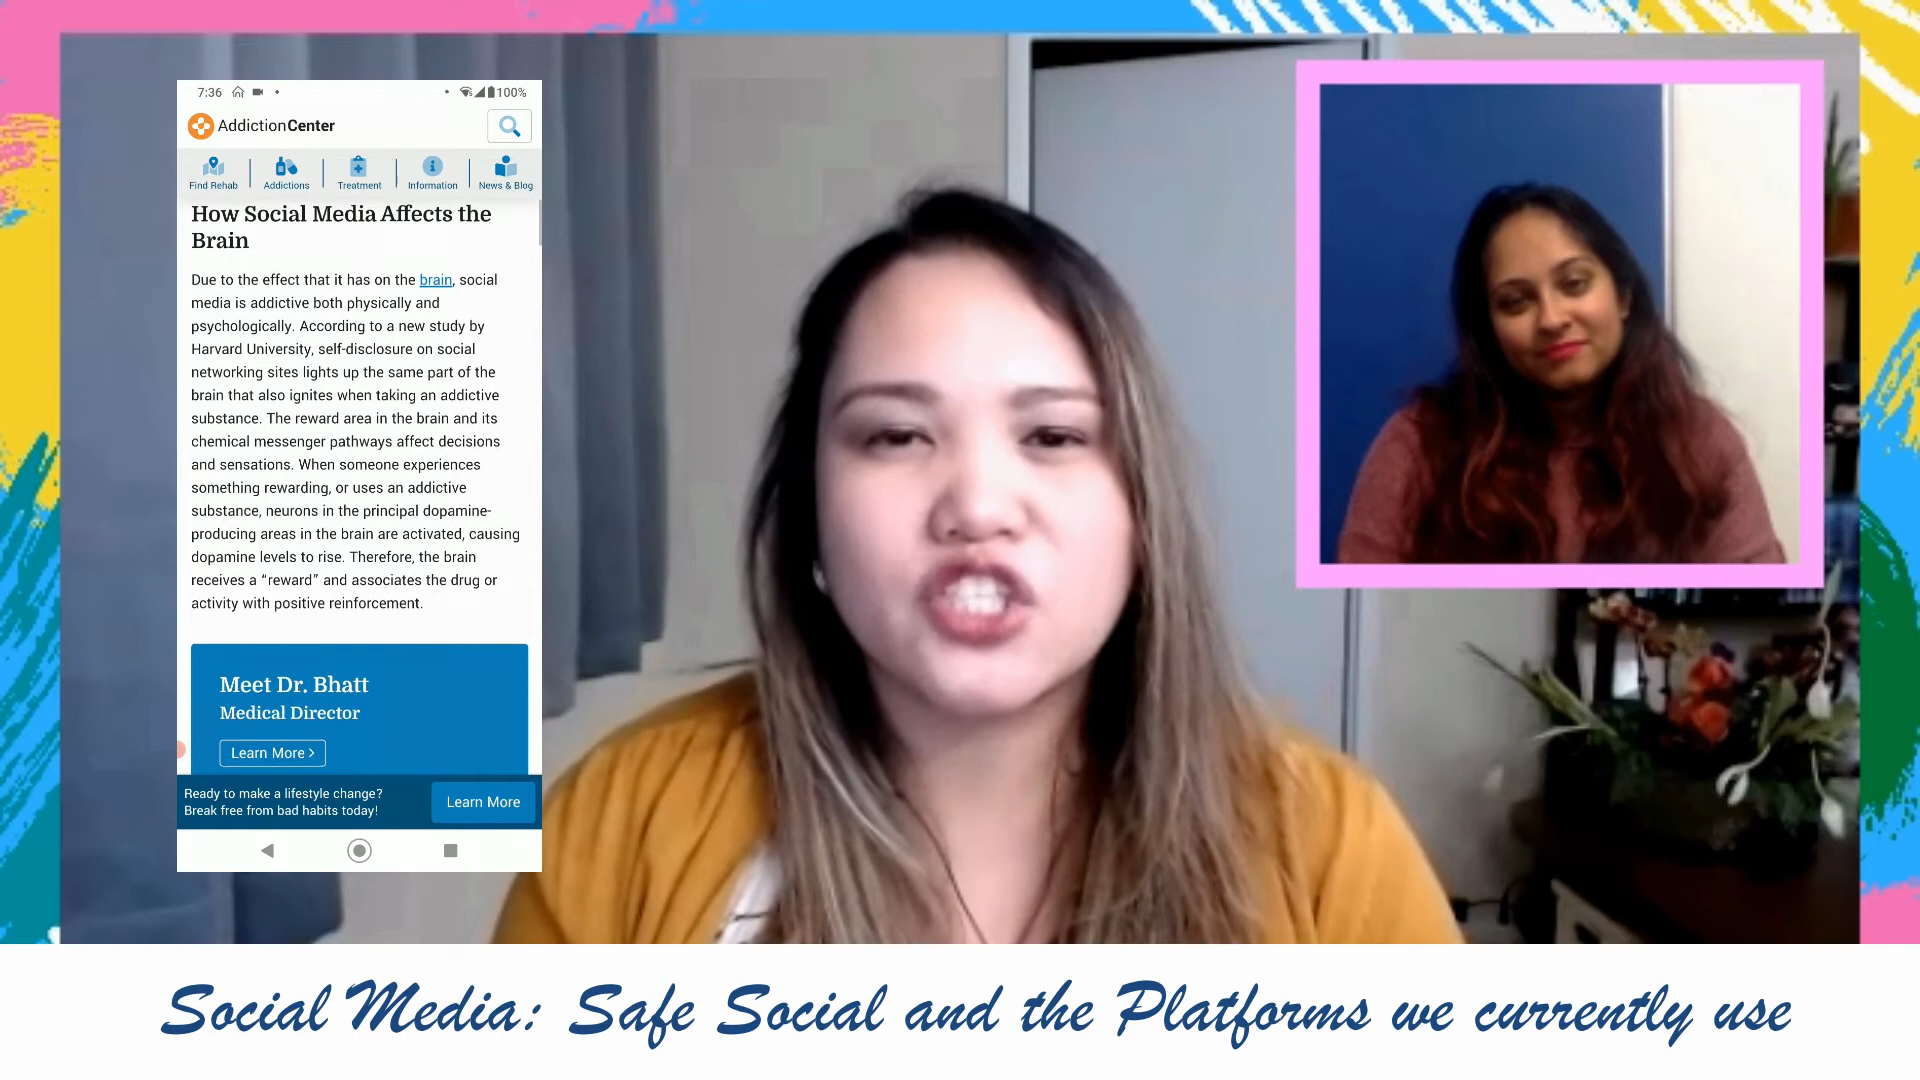 7:36
100%
AddictionCenter
Find Rehab
Addictions
Treatment
Information
News & Blog
How Social Media Affects the
Brain
Due to the effect that it has on the brain, social
media is addictive both physically and
psychologically. According to a new study by
Harvard University, self-disclosure on social
networking sites lights up the same part of the
brain that also ignites when taking an addictive
substance. The reward area in the brain and its
chemical messenger pathways affect decisions
and sensations. When someone experiences
something rewarding, or uses an addictive
substance, neurons in the principal dopamine-
producing areas in the brain are activated, causing
dopamine levels to rise. Therefore, the brain
receives a “reward” and associates the drug or
activity with positive reinforcement.
Meet Dr. Bhatt
Medical Director
Learn More >
Ready to make a lifestyle change?
Break free from bad habits today!
Learn More
Social Media: Safe Social and the Platforms we currently use